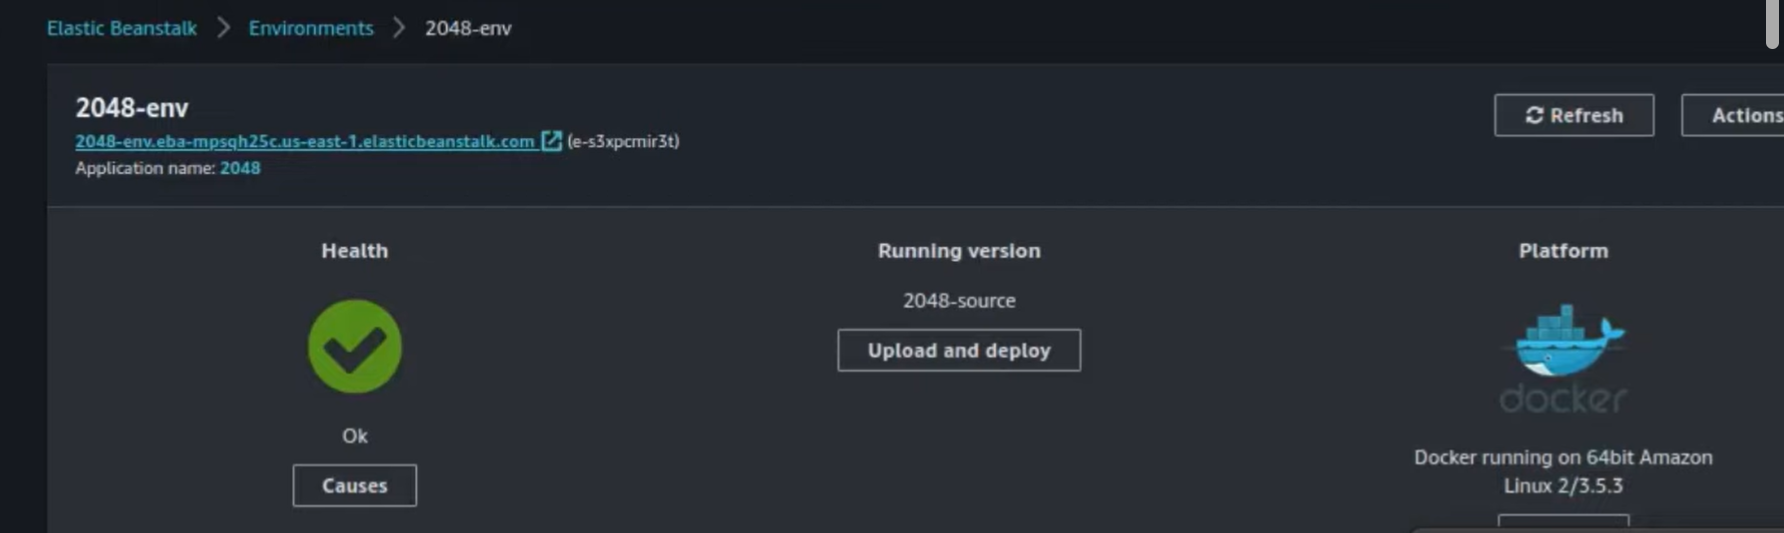 Elastic Beanstalk > Environments > 2048-env
2048-env
Refresh
Actions
2048-env.eba-mpsqh25c.us-east-1.elasticbeanstalk.com (e-s3xpcmir3t)
Application name: 2048
Health
Ok
Causes
Running version
2048-source
Upload and deploy
Platform
docker
Docker running on 64bit Amazon
Linux 2/3.5.3